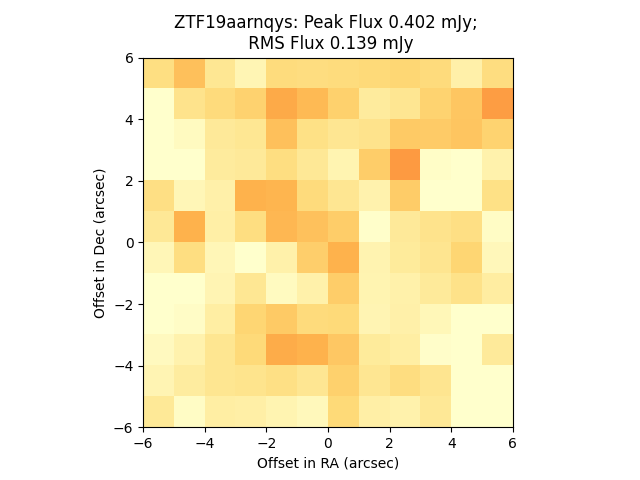 ZTF19aarnqys: Peak Flux 0.402 mJy;
RMS Flux 0.139 mJy
6
4
2
0
−2
−4
−6
Offset in Dec (arcsec)
−6 −4 −2 0 2 4 6
Offset in RA (arcsec)